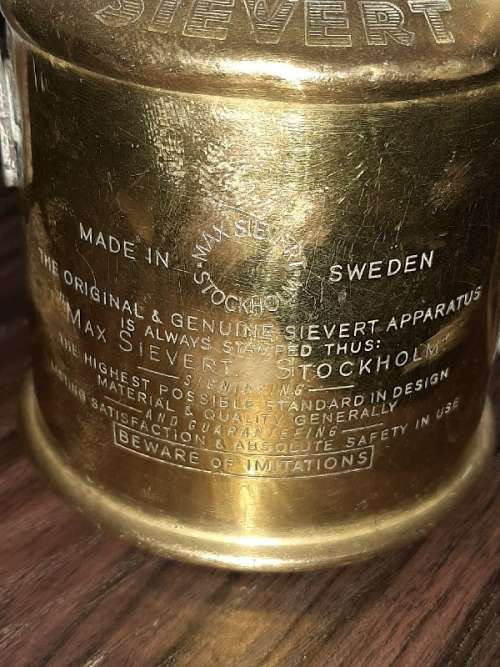 SIEVERT
MADE IN
MAX SIEVERT
STOCKHOLM
SWEDEN
THE ORIGINAL & GENUINE SIEVERT APPARATUS
IS ALWAYS STAMPED THUS:
"MAX SIEVERT, STOCKHOLM"
SIGNIFYING
THE HIGHEST POSSIBLE STANDARD IN DESIGN
MATERIAL & QUALITY GENERALLY
AND GUARANTEEING
LASTING SATISFACTION & ABSOLUTE SAFETY IN USE
BEWARE OF IMITATIONS